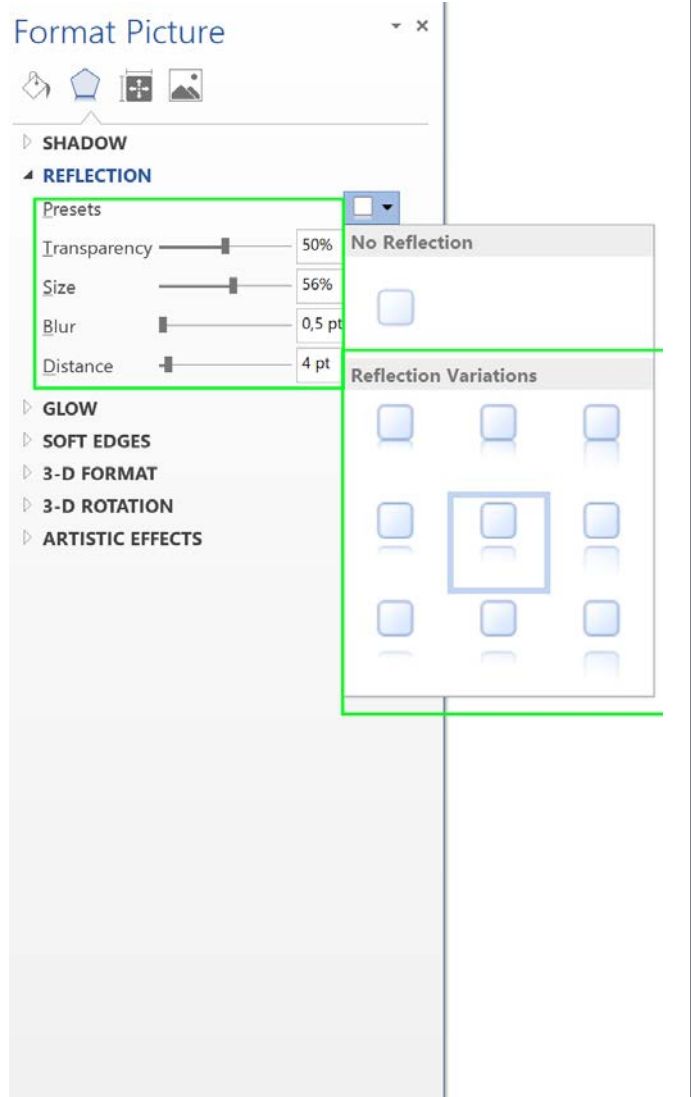 Format Picture
SHADOW
REFLECTION
Presets
Transparency 50%
Size 56%
Blur 0,5 pt
Distance 4 pt
GLOW
SOFT EDGES
3-D FORMAT
3-D ROTATION
ARTISTIC EFFECTS
No Reflection
Reflection Variations